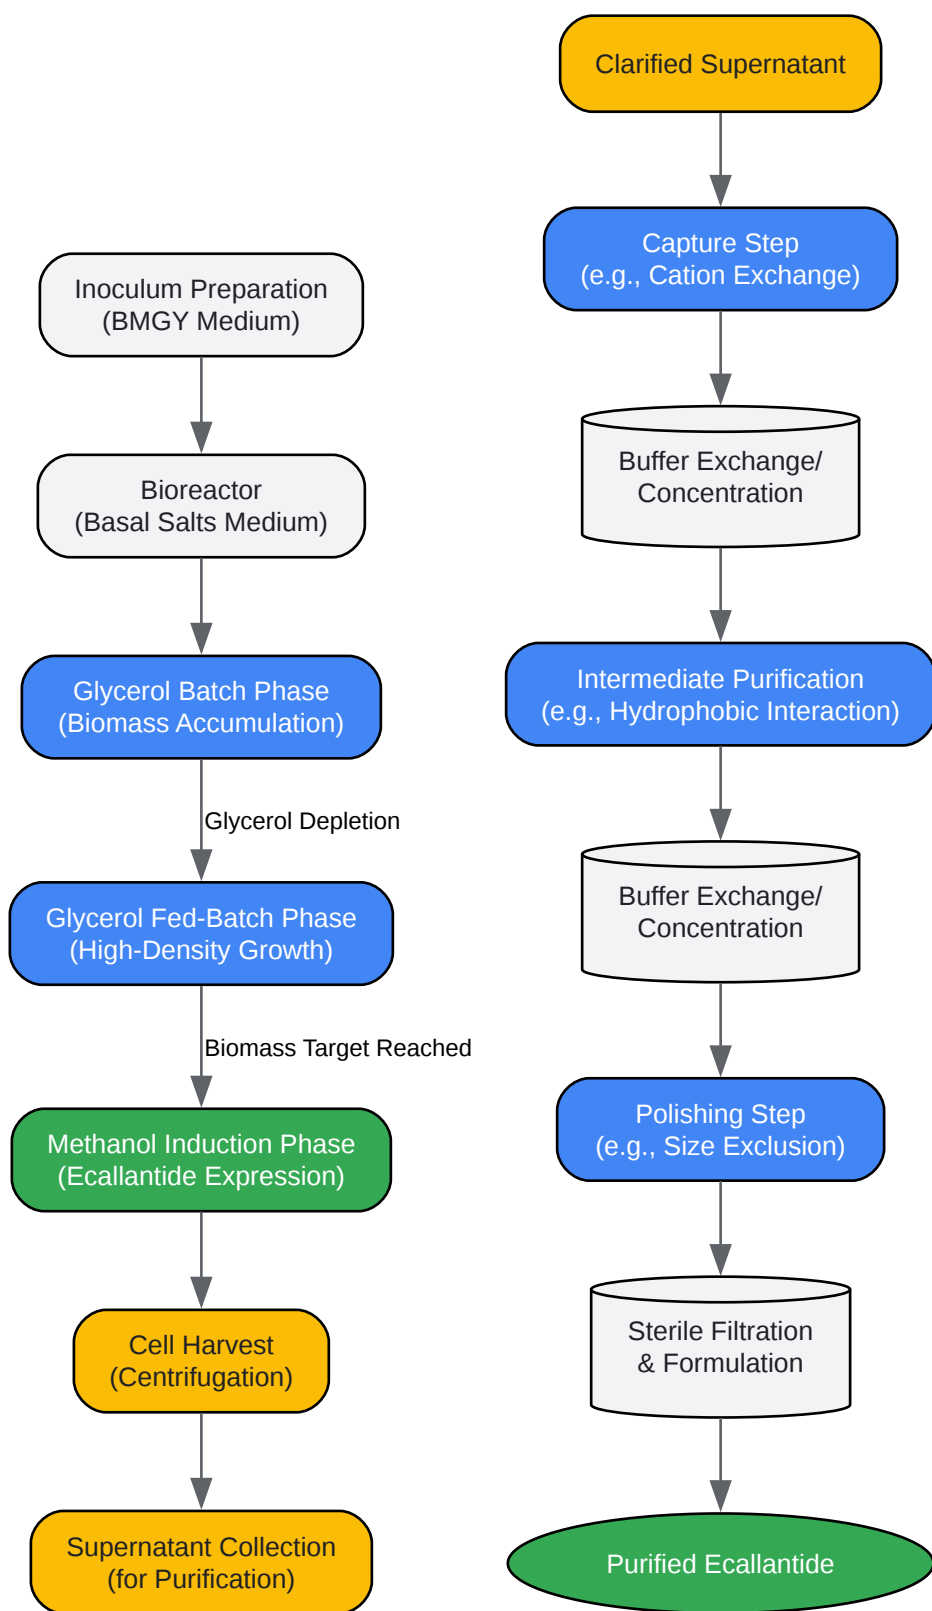 Inoculum Preparation
(BMGY Medium)
Bioreactor
(Basal Salts Medium)
Glycerol Batch Phase
(Biomass Accumulation)
Glycerol Depletion
Glycerol Fed-Batch Phase
(High-Density Growth)
Biomass Target Reached
Methanol Induction Phase
(Ecallantide Expression)
Cell Harvest
(Centrifugation)
Supernatant Collection
(for Purification)
Clarified Supernatant
Capture Step
(e.g., Cation Exchange)
Buffer Exchange/
Concentration
Intermediate Purification
(e.g., Hydrophobic Interaction)
Buffer Exchange/
Concentration
Polishing Step
(e.g., Size Exclusion)
Sterile Filtration
& Formulation
Purified Ecallantide